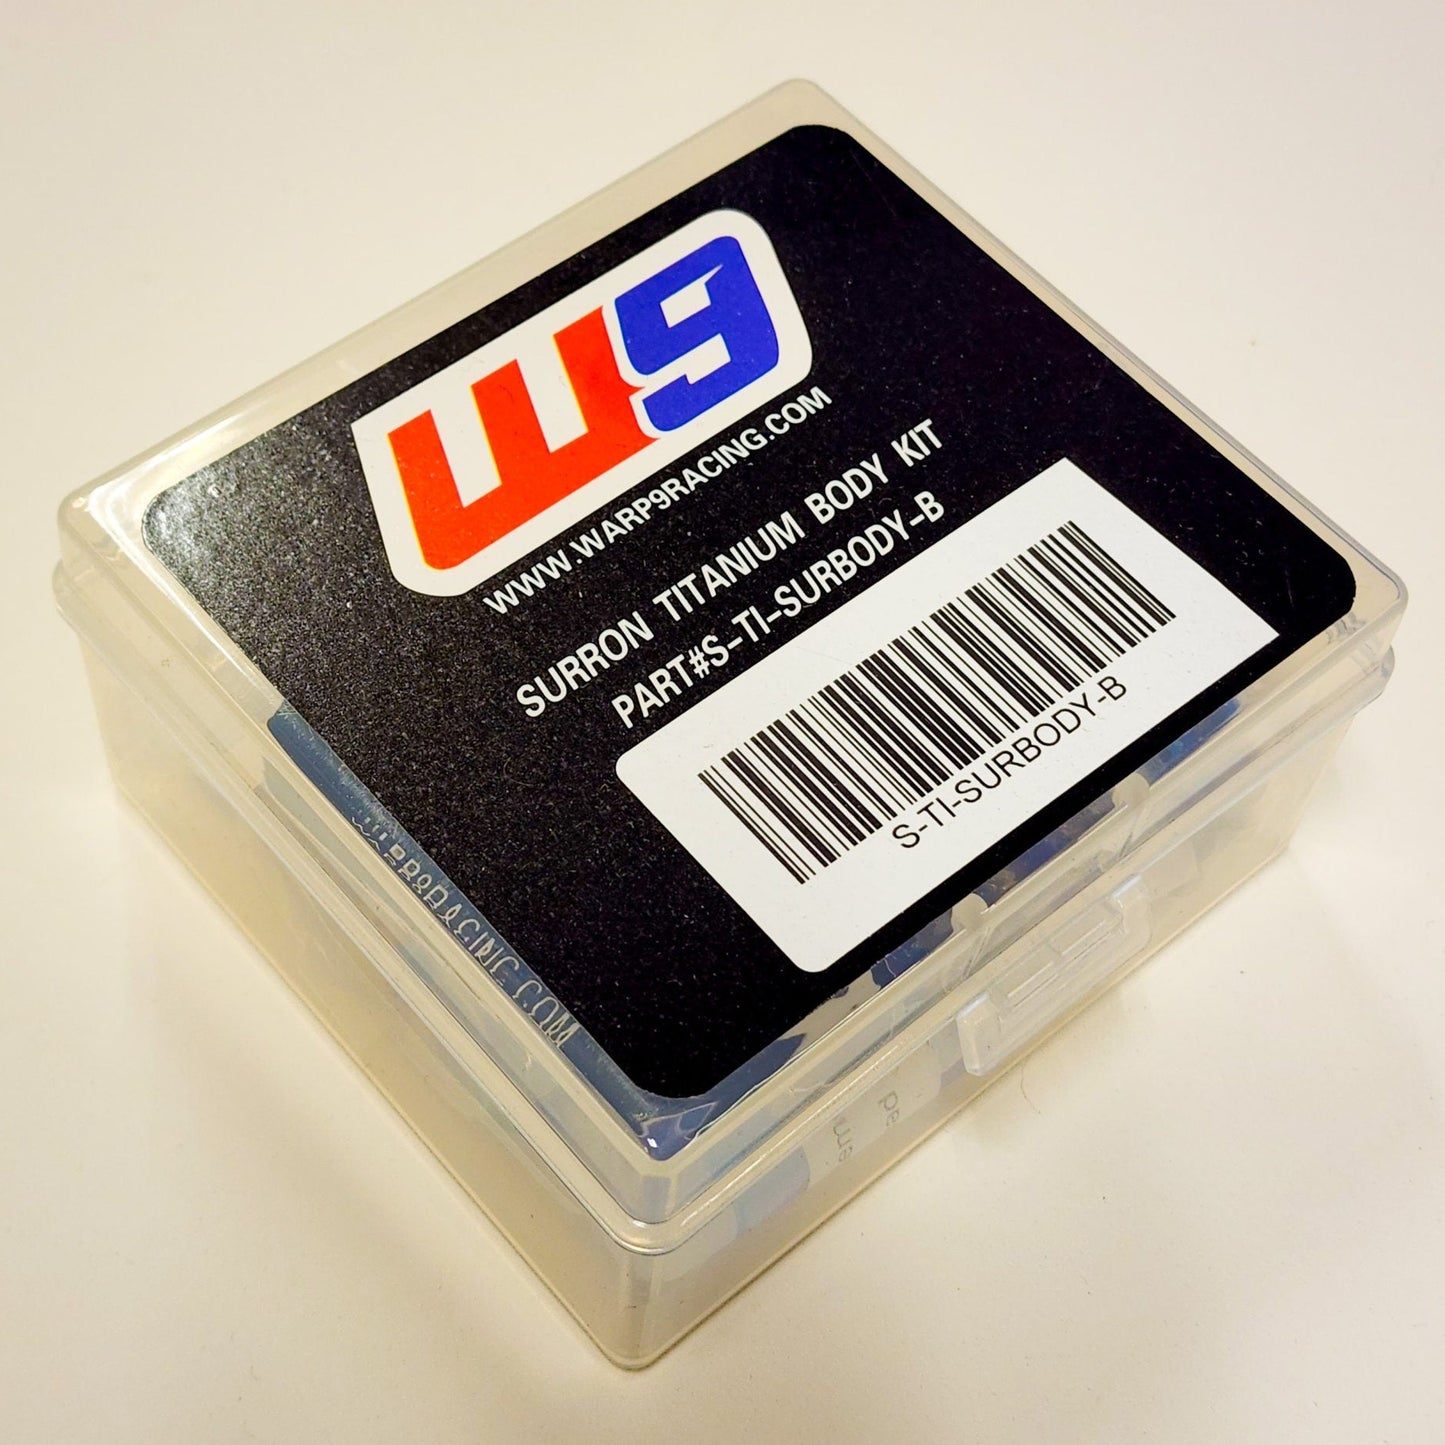 W9
WWW.WARP9RACING.COM
SURRON TITANIUM BODY KIT
PART#S-TI-SURBODY-B
S-TI-SURBODY-B